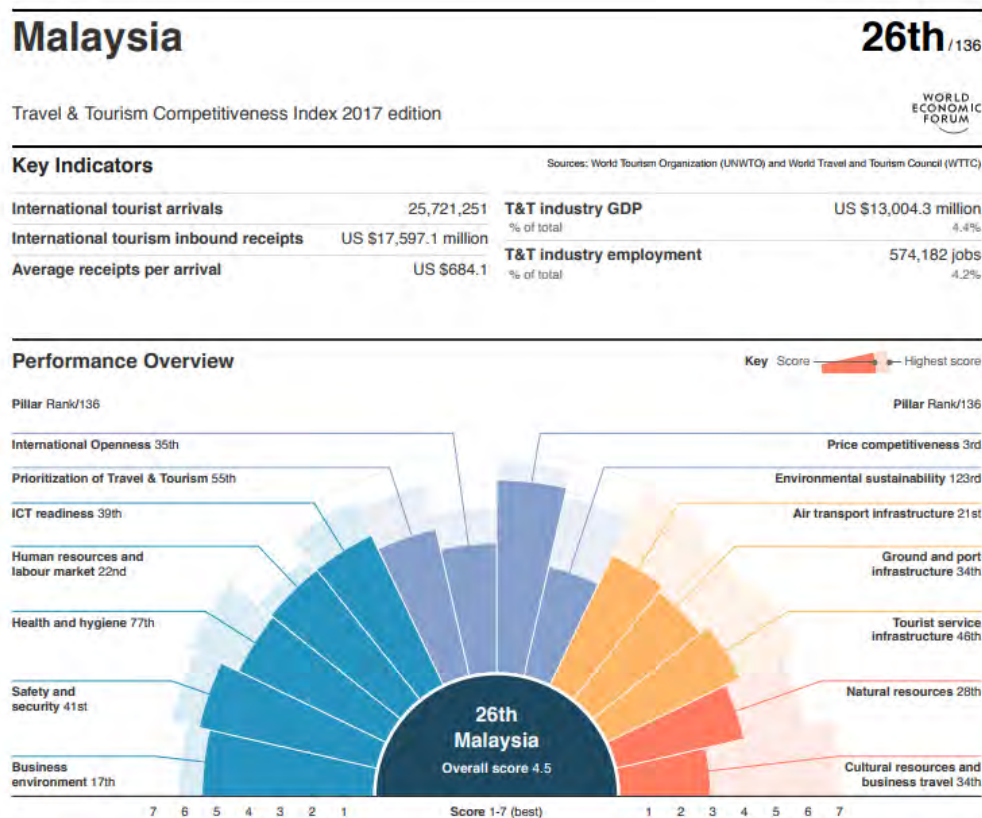 Malaysia
26th/136
Travel & Tourism Competitiveness Index 2017 edition
WORLD
ECONOMIC
FORUM
Key Indicators
Sources: World Tourism Organization (UNWTO) and World Travel and Tourism Council (WTTC)
International tourist arrivals 25,721,251
International tourism inbound receipts US $17,597.1 million
Average receipts per arrival US $684.1
T&T industry GDP US $13,004.3 million
% of total 4.4%
T&T industry employment 574,182 jobs
% of total 4.2%
Performance Overview
Key Score Highest score
Pillar Rank/136
Pillar Rank/136
International Openness 35th
Prioritization of Travel & Tourism 55th
ICT readiness 39th
Human resources and
labour market 22nd
Health and hygiene 77th
Safety and
security 41st
Business
environment 17th
Price competitiveness 3rd
Environmental sustainability 123rd
Air transport infrastructure 21st
Ground and port
infrastructure 34th
Tourist service
infrastructure 46th
Natural resources 28th
Cultural resources and
business travel 34th
26th
Malaysia
Overall score 4.5
7 6 5 4 3 2 1 Score 1-7 (best) 1 2 3 4 5 6 7